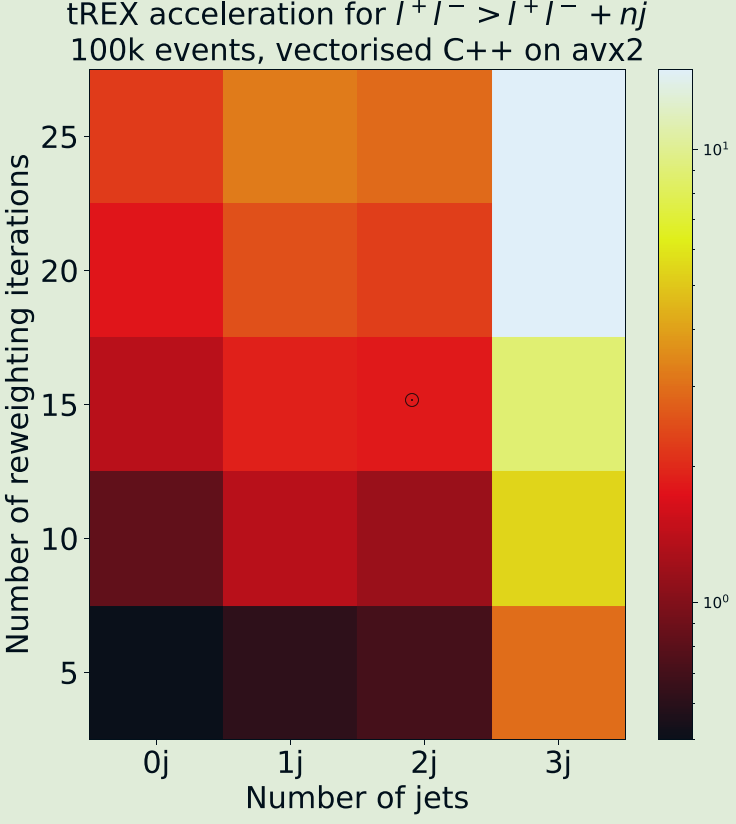 tREX acceleration for l⁺l⁻ > l⁺l⁻ + nj
100k events, vectorised C++ on avx2
Number of reweighting iterations
25
20
15
10
5
0j 1j 2j 3j
Number of jets
10¹
10⁰